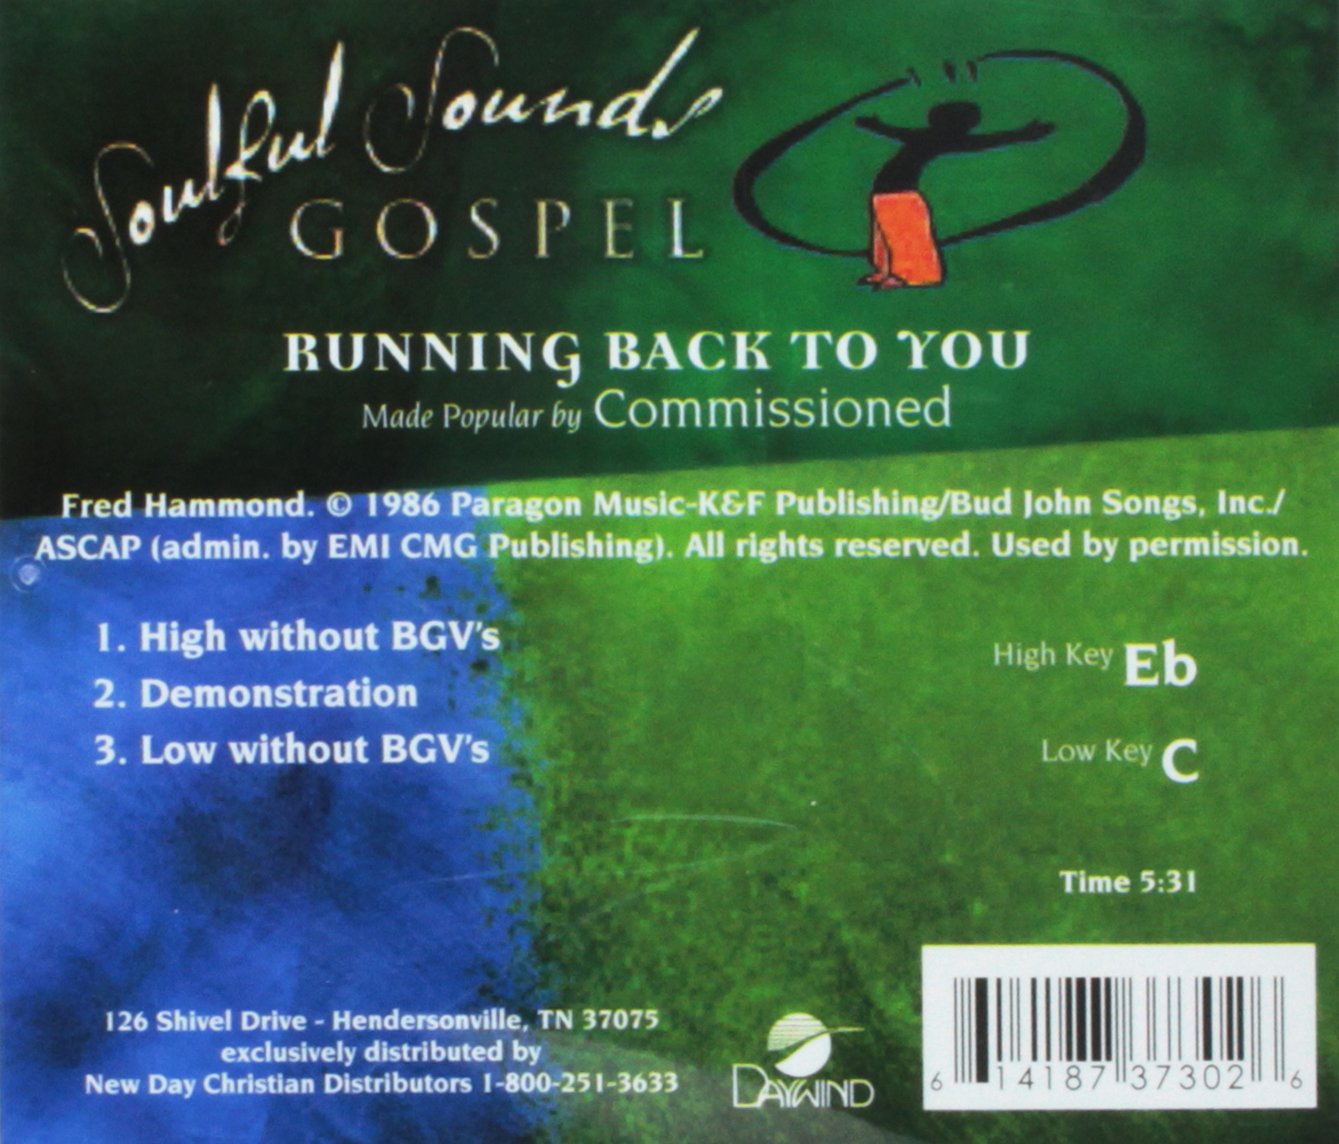 Soulful Sounds
GOSPEL
RUNNING BACK TO YOU
Made Popular by Commissioned
Fred Hammond. © 1986 Paragon Music-K&F Publishing/Bud John Songs, Inc./
ASCAP (admin. by EMI CMG Publishing). All rights reserved. Used by permission.
1. High without BGV's
2. Demonstration
3. Low without BGV's
High Key Eb
Low Key C
Time 5:31
126 Shivel Drive - Hendersonville, TN 37075
exclusively distributed by
New Day Christian Distributors 1-800-251-3633
DAYWIND
6 14187 37302 6